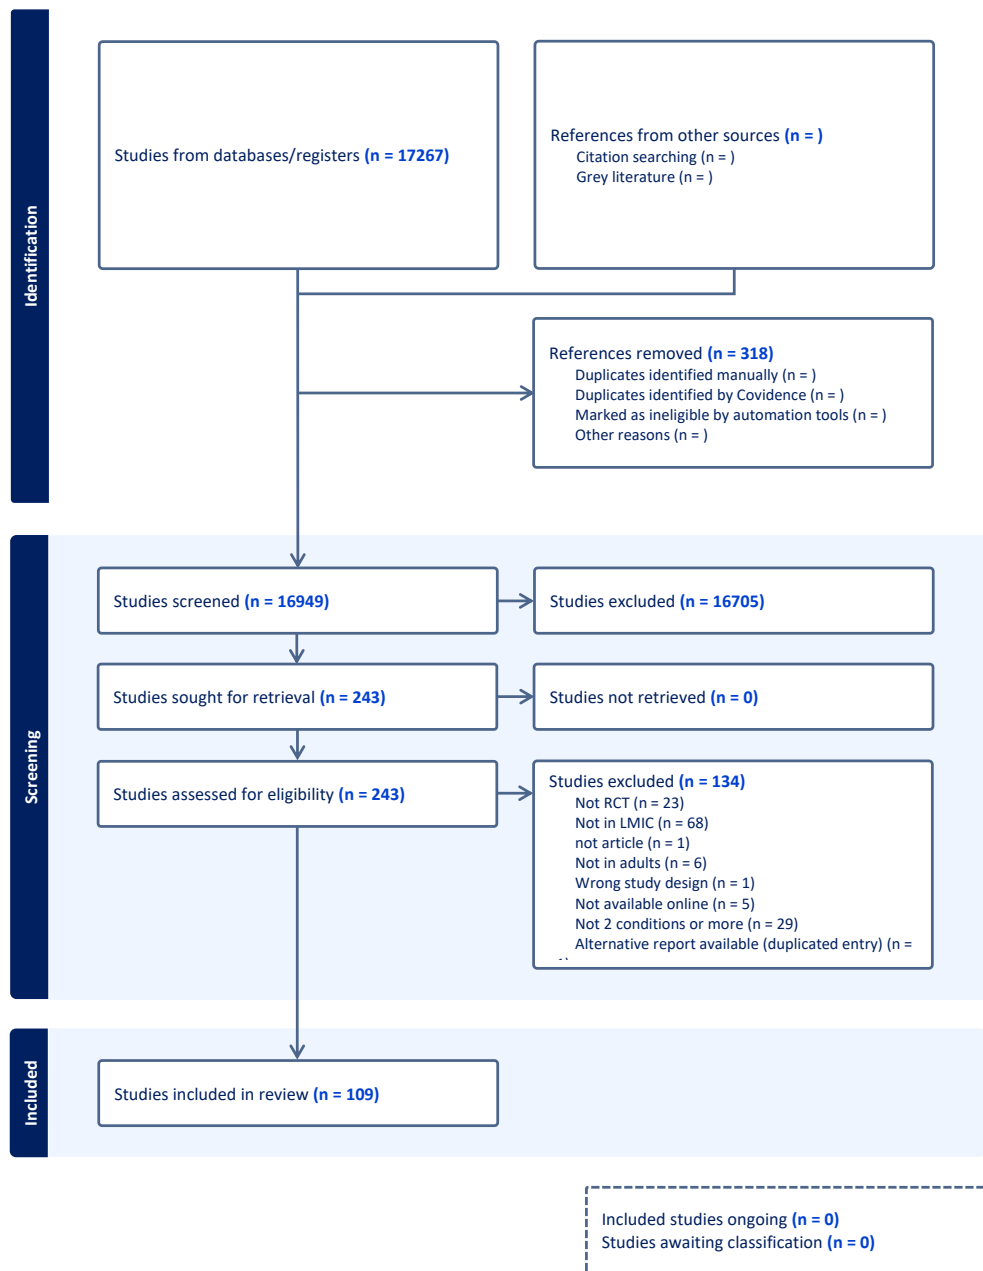 Identification
Studies from databases/registers (n = 17267)
References from other sources (n = )
Citation searching (n = )
Grey literature (n = )
References removed (n = 318)
Duplicates identified manually (n = )
Duplicates identified by Covidence (n = )
Marked as ineligible by automation tools (n = )
Other reasons (n = )
Screening
Studies screened (n = 16949)
Studies excluded (n = 16705)
Studies sought for retrieval (n = 243)
Studies not retrieved (n = 0)
Studies assessed for eligibility (n = 243)
Studies excluded (n = 134)
Not RCT (n = 23)
Not in LMIC (n = 68)
not article (n = 1)
Not in adults (n = 6)
Wrong study design (n = 1)
Not available online (n = 5)
Not 2 conditions or more (n = 29)
Alternative report available (duplicated entry) (n =
Included
Studies included in review (n = 109)
Included studies ongoing (n = 0)
Studies awaiting classification (n = 0)